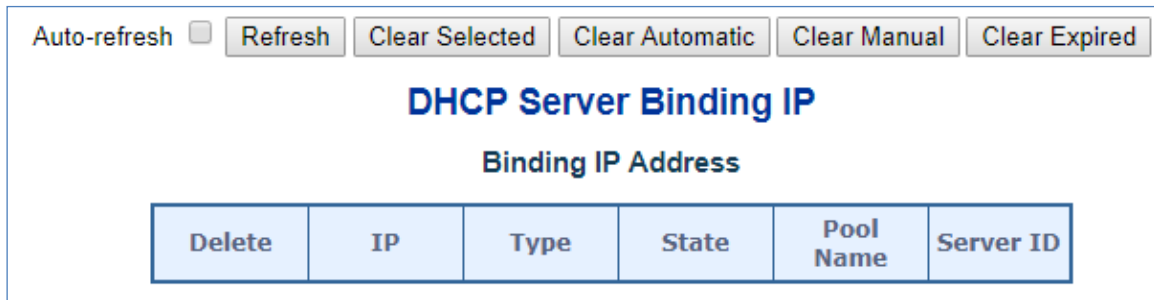 Auto-refresh Refresh Clear Selected Clear Automatic Clear Manual Clear Expired
DHCP Server Binding IP
Binding IP Address
Delete IP Type State Pool Name Server ID